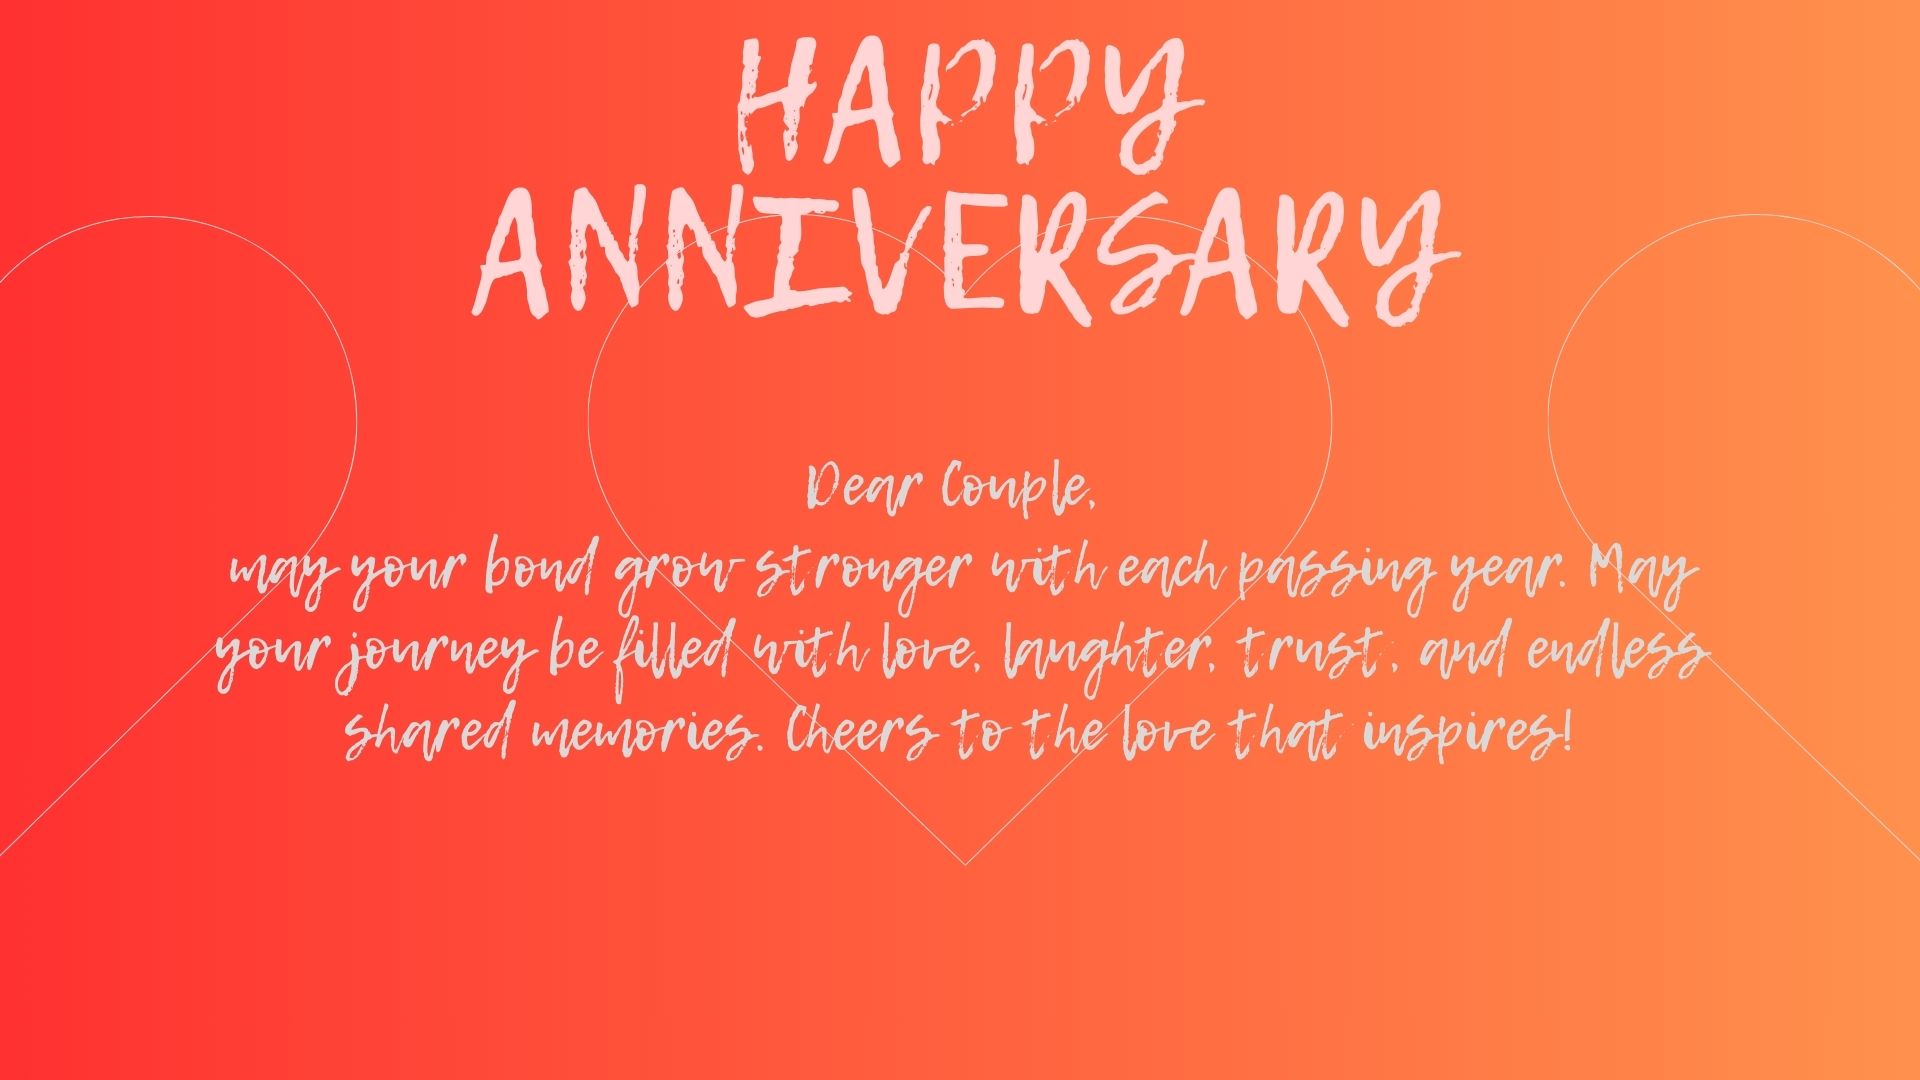 HAPPY
ANNIVERSARY
Dear Couple,
may your bond grow stronger with each passing year. May
your journey be filled with love, laughter, trust, and endless
shared memories. Cheers to the love that inspires!